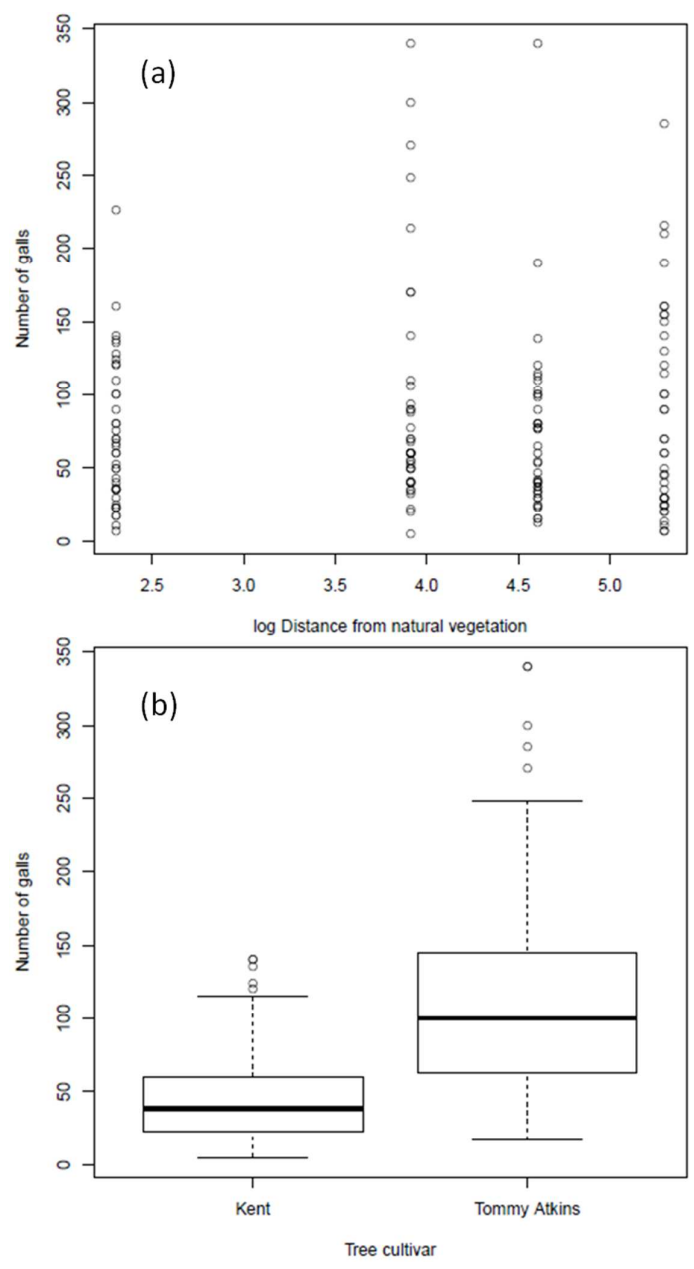 (a)
350
300
250
200
150
100
50
0
Number of galls
2.5 3.0 3.5 4.0 4.5 5.0
log Distance from natural vegetation
(b)
350
300
250
200
150
100
50
0
Number of galls
Kent Tommy Atkins
Tree cultivar